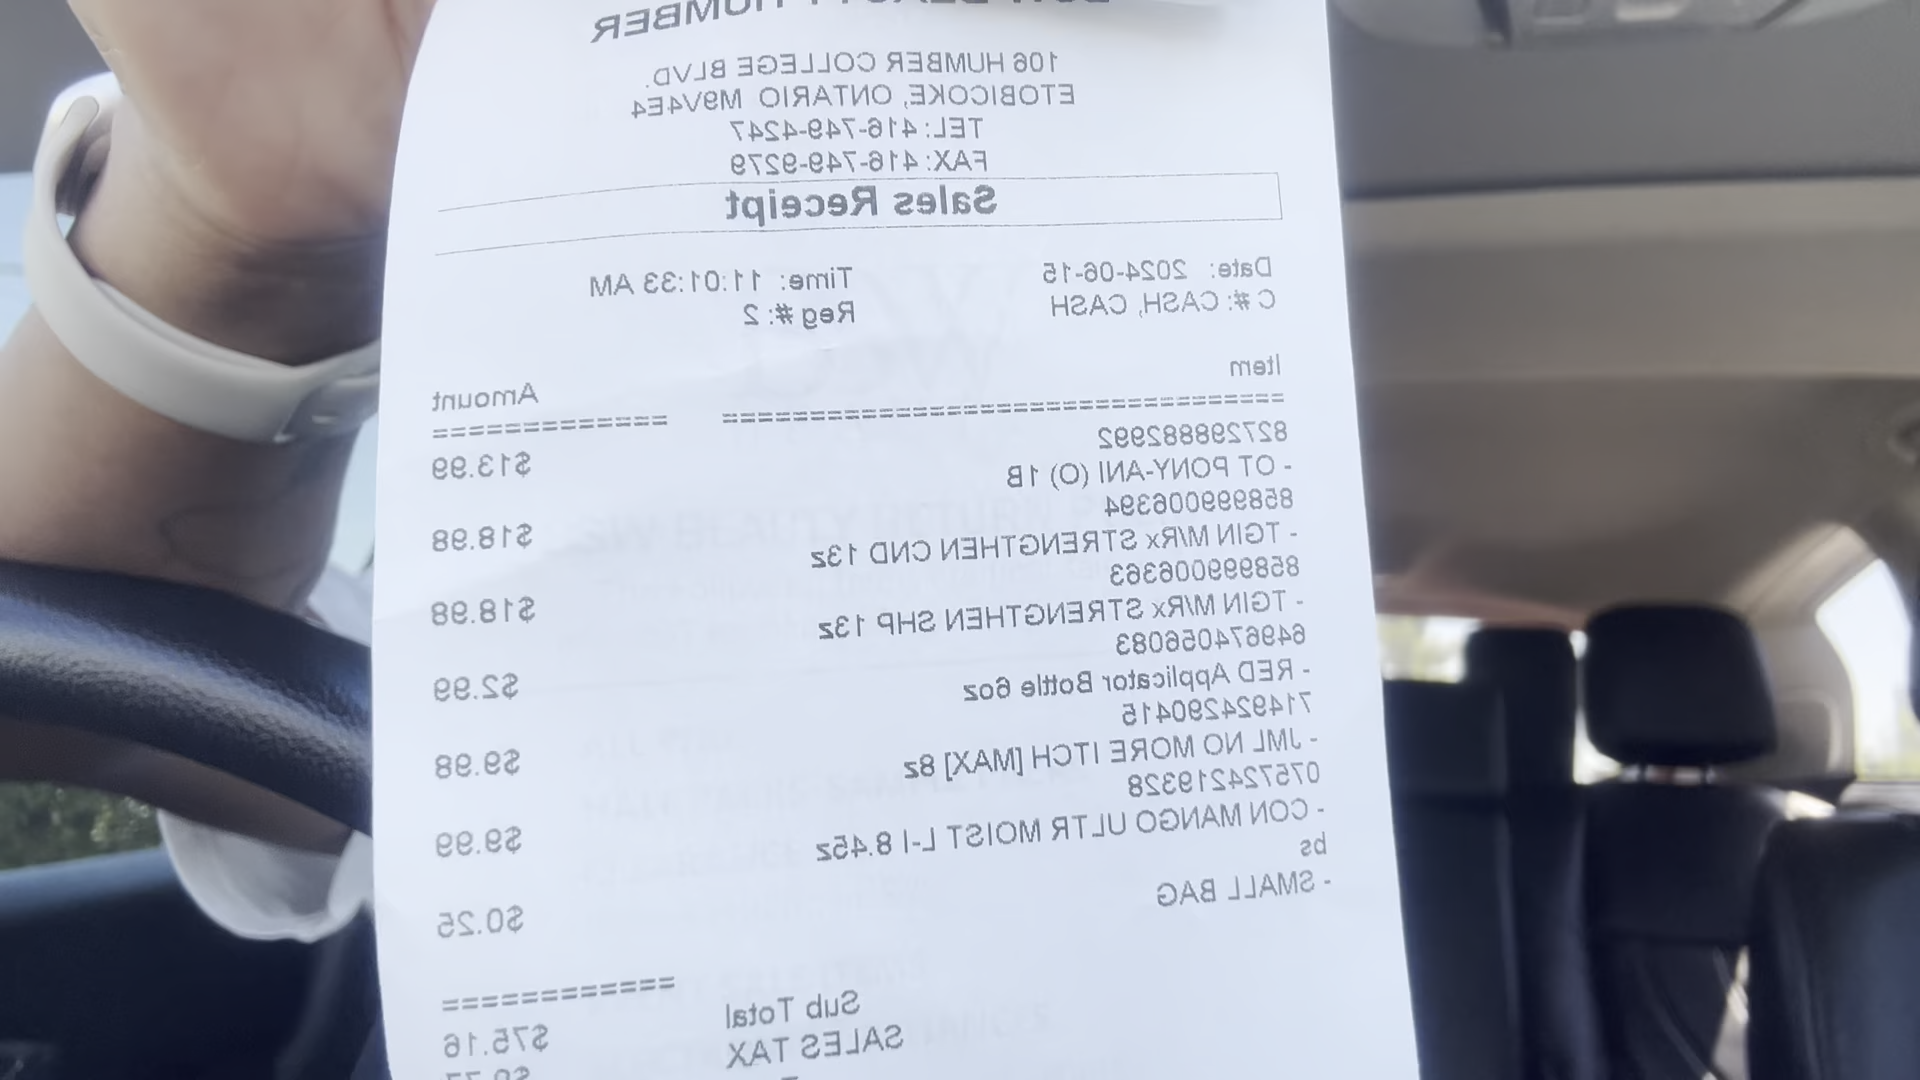 BEAUTY HUMBER
106 HUMBER COLLEGE BLVD.
ETOBICOKE, ONTARIO M9V4E4
TEL: 416-749-4247
FAX: 416-749-9279
Sales Receipt
Date: 2024-06-15 Time: 11:01:33 AM
C #: CASH, CASH Reg #: 2
Item Amount
827298882992 $13.99
- OT PONY-ANI (O) 1B
858999006394 $18.98
- TGIN M/Rx STRENGTHEN CND 13z
858999006363 $18.98
- TGIN M/Rx STRENGTHEN SHP 13z
649674056083 $2.99
- RED Applicator Bottle 6oz
714924290415 $9.98
- JML NO MORE ITCH [MAX] 8z
075724219328 $9.99
- CON MANGO ULTR MOIST L-I 8.45z
bs $0.25
- SMALL BAG
Sub Total $75.16
SALES TAX $9.77